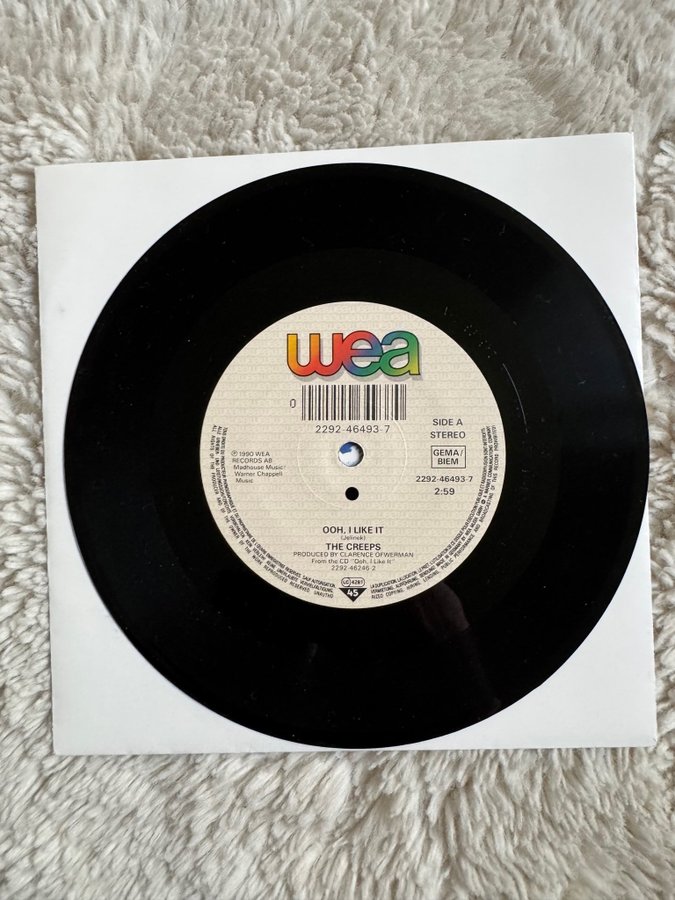 wea
0
2292-46493-7
SIDE A
STEREO
GEMA/
BIEM
2292-46493-7
2:59
℗ 1990 WEA
RECORDS AB
Madhouse Music/
Warner Chappell
Music
OOH, I LIKE IT
(Jelinek)
THE CREEPS
PRODUCED BY CLARENCE OFWERMAN
From the CD "Ooh, I Like It"
2292-46246-2
LC 4281
45